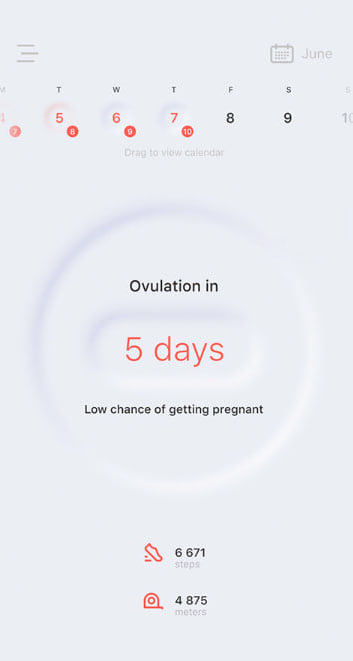 June
M T W T F S S
4 5 6 7 8 9 10
7 8 9 10
Drag to view calendar
Ovulation in
5 days
Low chance of getting pregnant
6 671
steps
4 875
meters